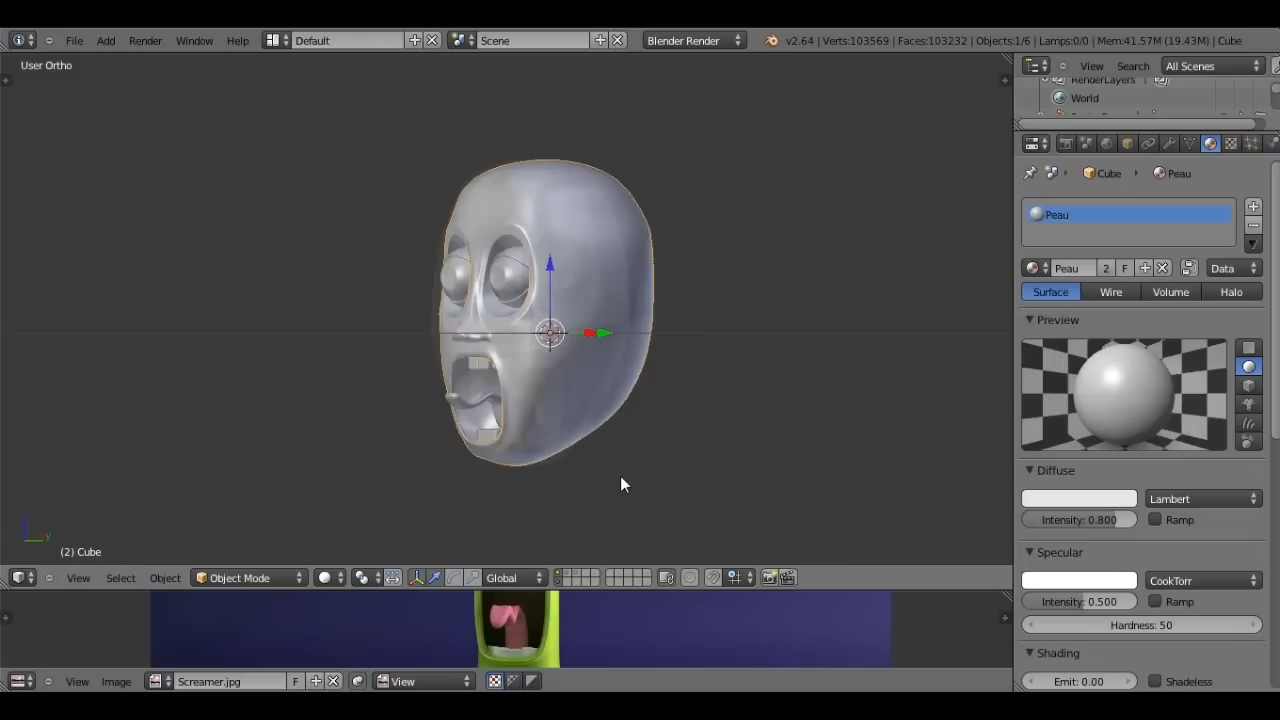 File Add Render Window Help Default Scene Blender Render v2.64 | Verts:103569 | Faces:103232 | Objects:1/6 | Lamps:0/0 | Mem:41.57M (19.43M) | Cube
User Ortho
View Search All Scenes
RenderLayers
World
Cube Peau
Peau
Peau 2 F Data
Surface Wire Volume Halo
Preview
Diffuse
Lambert
Intensity: 0.800 Ramp
Specular
CookTorr
Intensity: 0.500 Ramp
Hardness: 50
Shading
Emit: 0.00 Shadeless
y
(2) Cube
View Select Object Object Mode Global
View Image Screamer.jpg F View